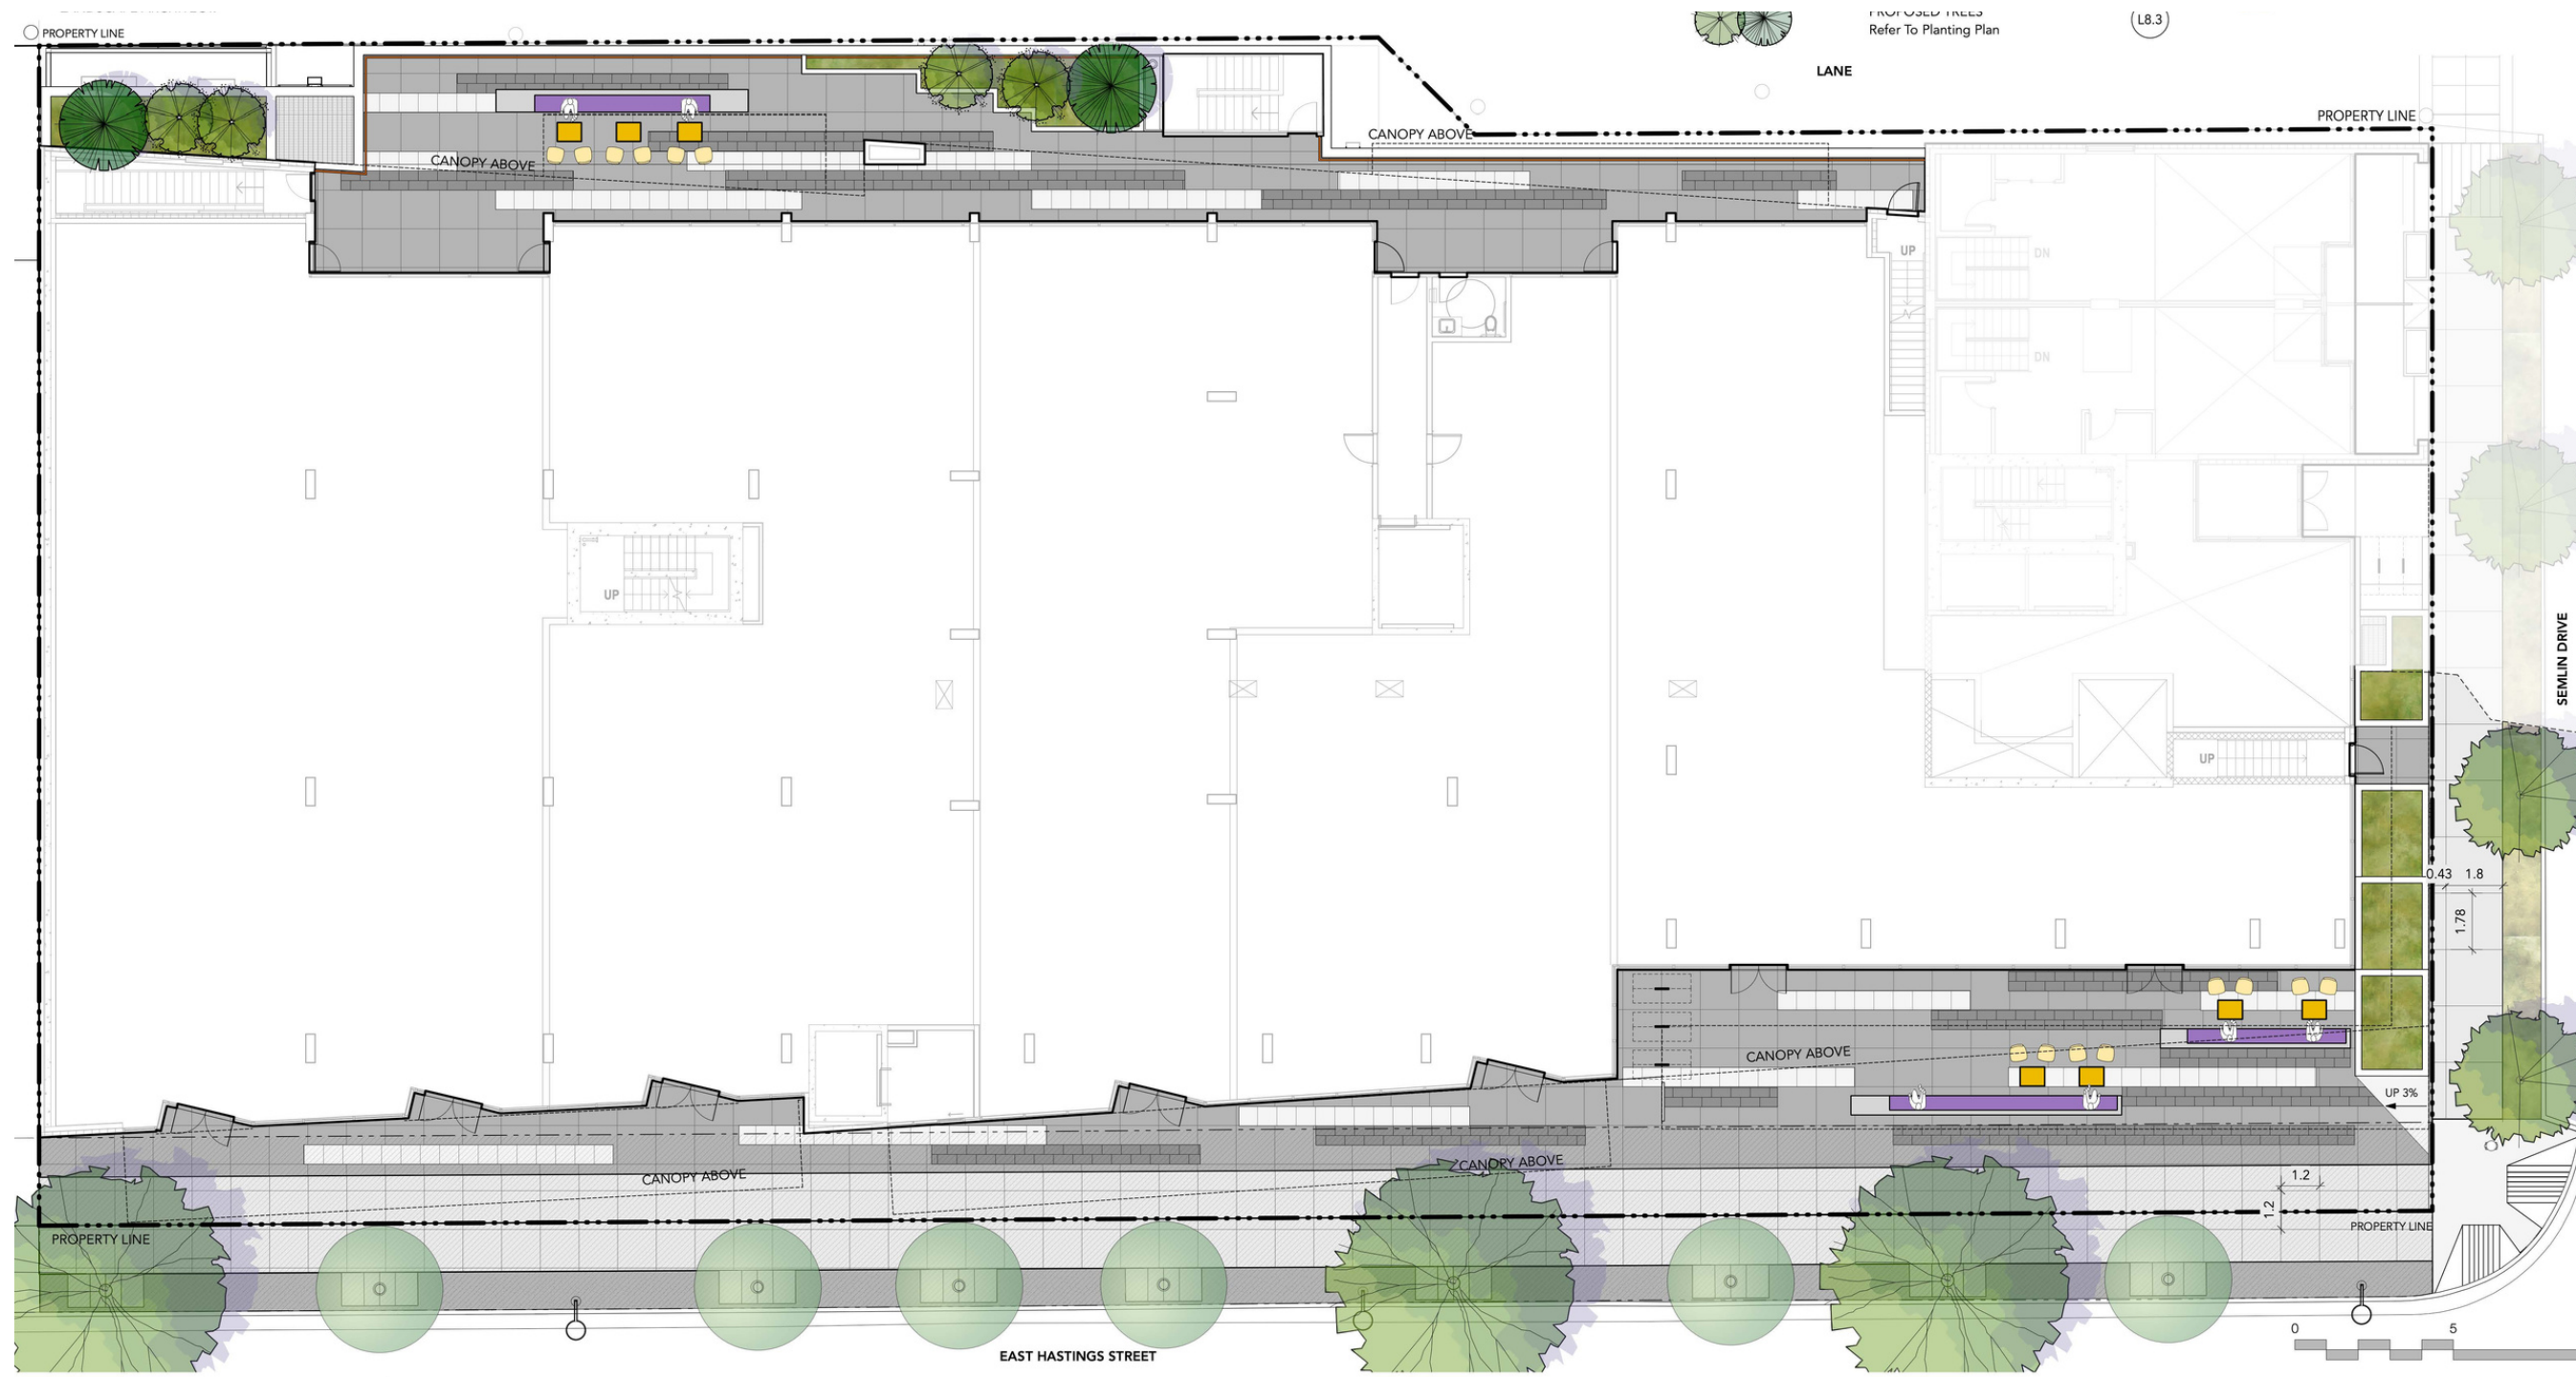 PROPERTY LINE
PROPOSED TREES
Refer To Planting Plan
L8.3
LANE
PROPERTY LINE
CANOPY ABOVE
CANOPY ABOVE
UP
DN
DN
UP
SEMLIN DRIVE
UP
0.43 1.8
1.78
CANOPY ABOVE
UP 3%
CANOPY ABOVE
CANOPY ABOVE
1.2
1.2
PROPERTY LINE
PROPERTY LINE
EAST HASTINGS STREET
0 5